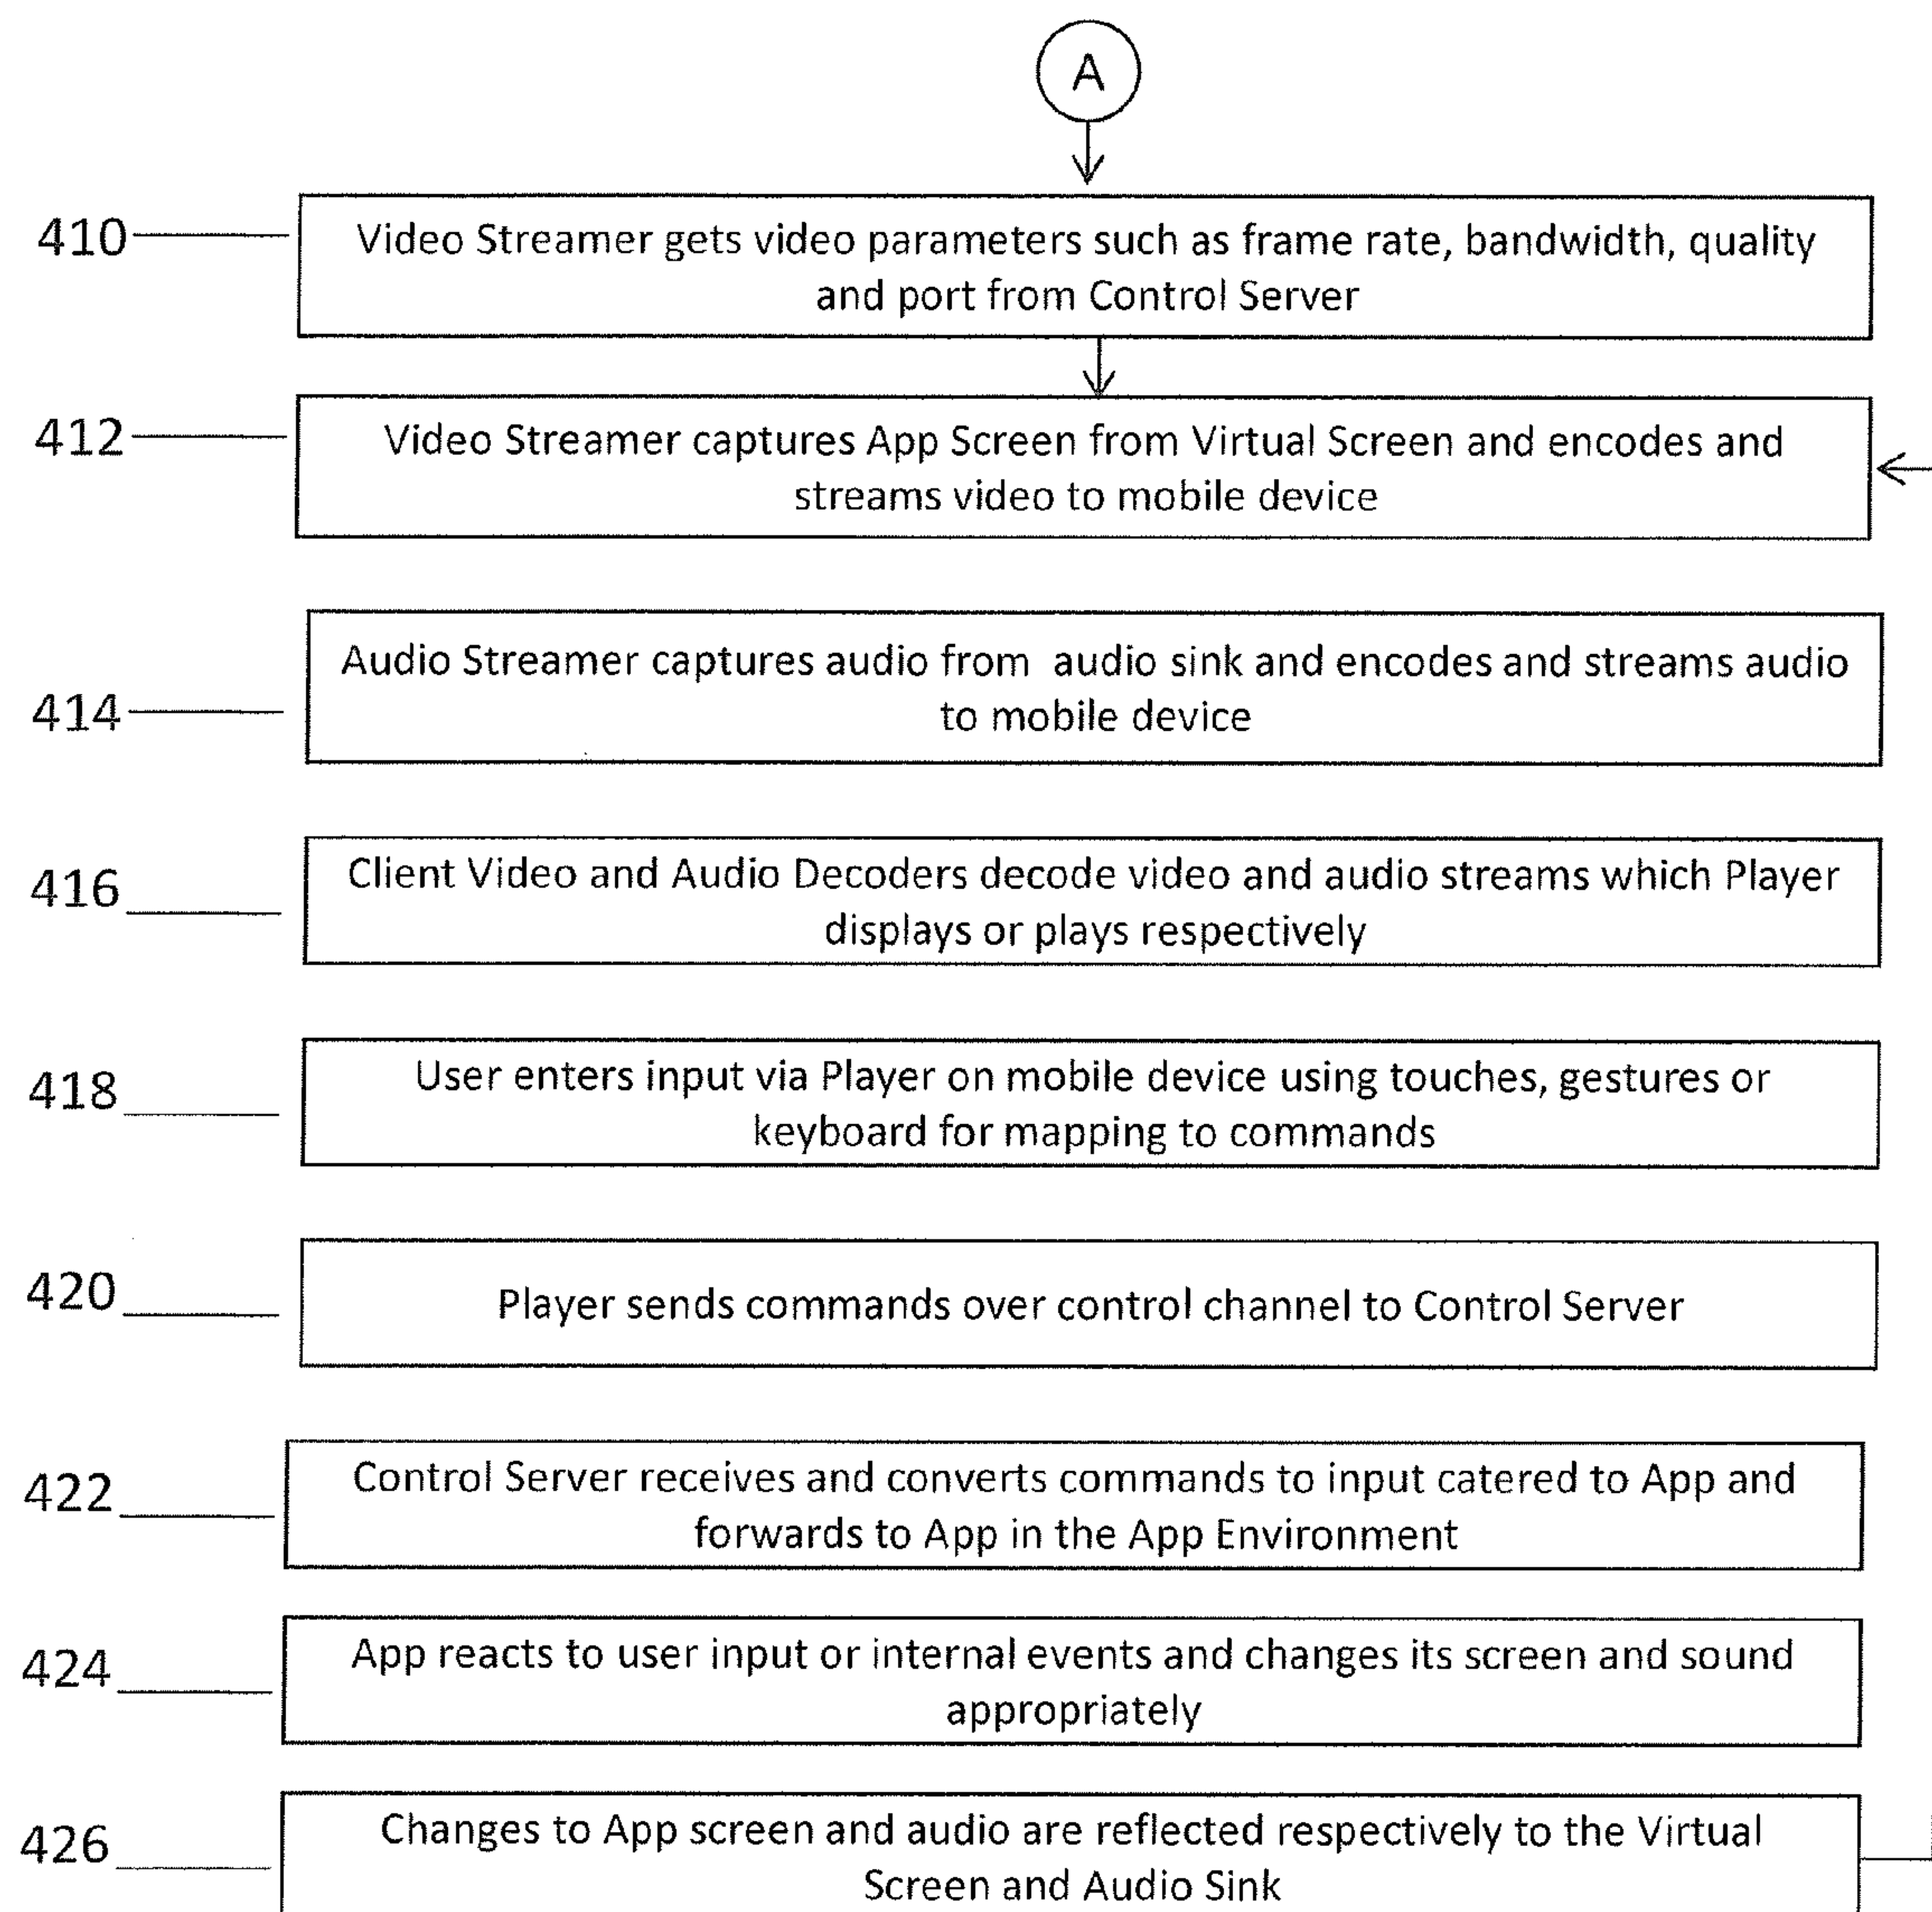 A
410
Video Streamer gets video parameters such as frame rate, bandwidth, quality
and port from Control Server
412
Video Streamer captures App Screen from Virtual Screen and encodes and
streams video to mobile device
414
Audio Streamer captures audio from audio sink and encodes and streams audio
to mobile device
416
Client Video and Audio Decoders decode video and audio streams which Player
displays or plays respectively
418
User enters input via Player on mobile device using touches, gestures or
keyboard for mapping to commands
420
Player sends commands over control channel to Control Server
422
Control Server receives and converts commands to input catered to App and
forwards to App in the App Environment
424
App reacts to user input or internal events and changes its screen and sound
appropriately
426
Changes to App screen and audio are reflected respectively to the Virtual
Screen and Audio Sink